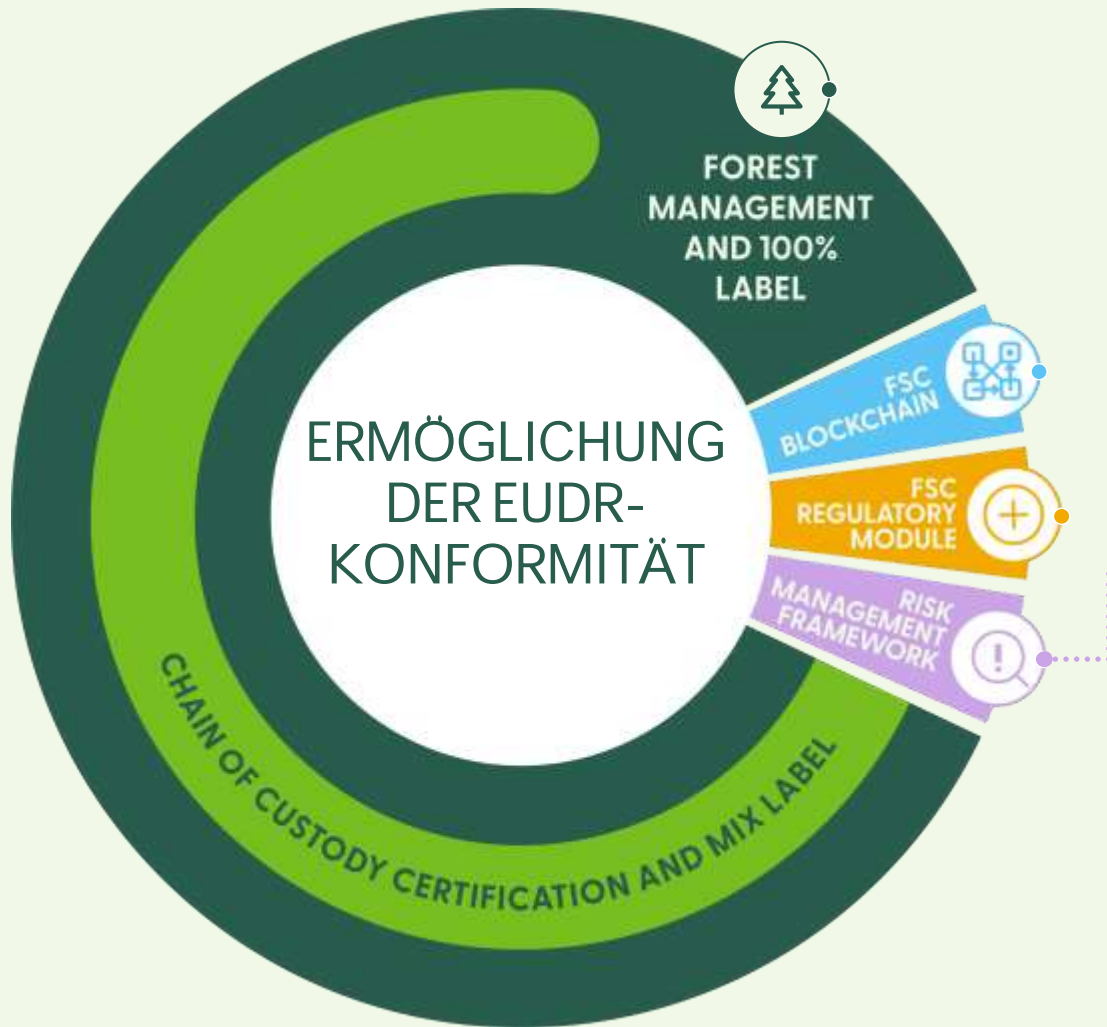 FOREST
MANAGEMENT
AND 100%
LABEL
FSC
BLOCKCHAIN
FSC
REGULATORY
MODULE
RISK
MANAGEMENT
FRAMEWORK
ERMÖGLICHUNG
DER EUDR-
KONFORMITÄT
CHAIN OF CUSTODY CERTIFICATION AND MIX LABEL